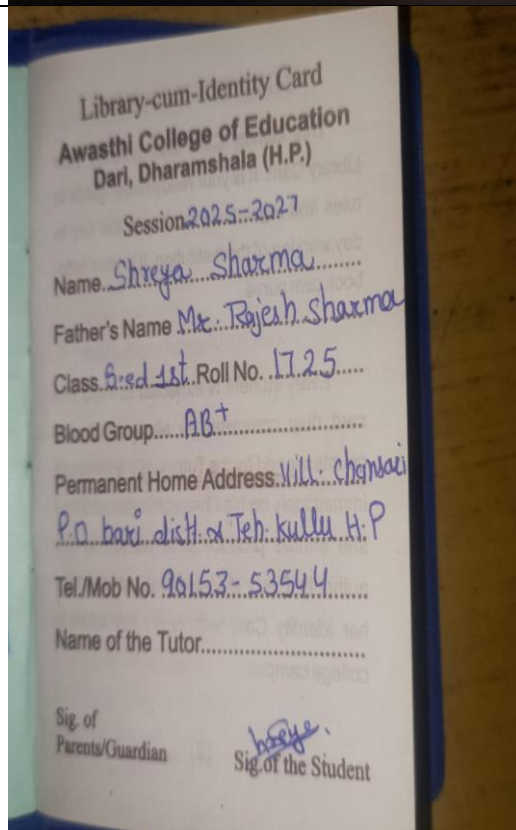 Library-cum-Identity Card
Awasthi College of Education
Dari, Dharamshala (H.P.)
Session 2025-2027
Name..Shreya Sharma
Father's Name Mr. Rajesh Sharma
Class..B.ed 1st..Roll No. .1725.....
Blood Group......AB+
Permanent Home Address.Vill. Chansari
P.O bari distt. & Teh. Kullu H.P
Tel./Mob No. 90153-53544
Name of the Tutor
Sig. of
Parents/Guardian
Sig.of the Student